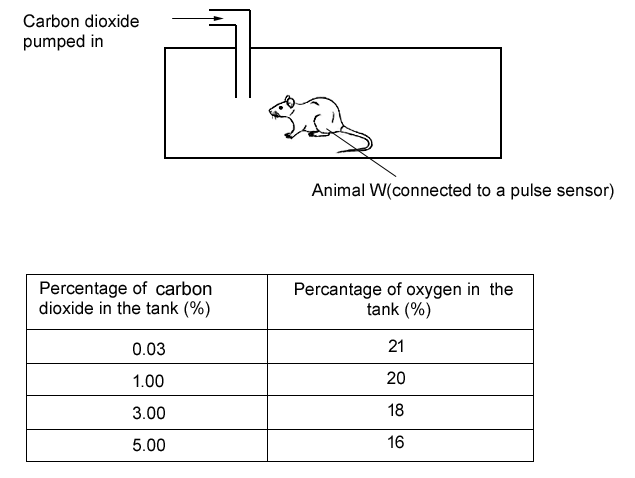 Carbon dioxide
pumped in
Animal W(connected to a pulse sensor)
Percentage of carbon
dioxide in the tank (%)
Percantage of oxygen in the
tank (%)
0.03
21
1.00
20
3.00
18
5.00
16